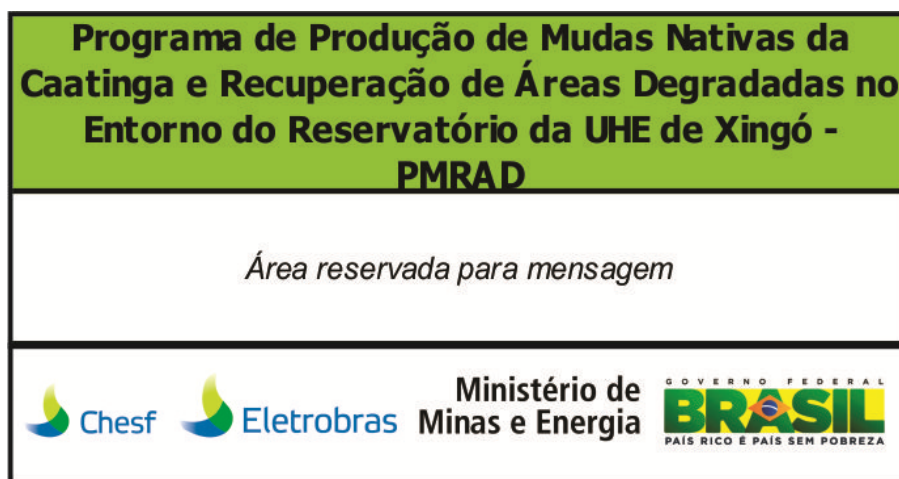 Programa de Produção de Mudas Nativas da
Caatinga e Recuperação de Áreas Degradadas no
Entorno do Reservatório da UHE de Xingó -
PMRAD
Área reservada para mensagem
Chesf
Eletrobras
Ministério de
Minas e Energia
GOVERNO FEDERAL
BRASIL
PAÍS RICO É PAÍS SEM POBREZA